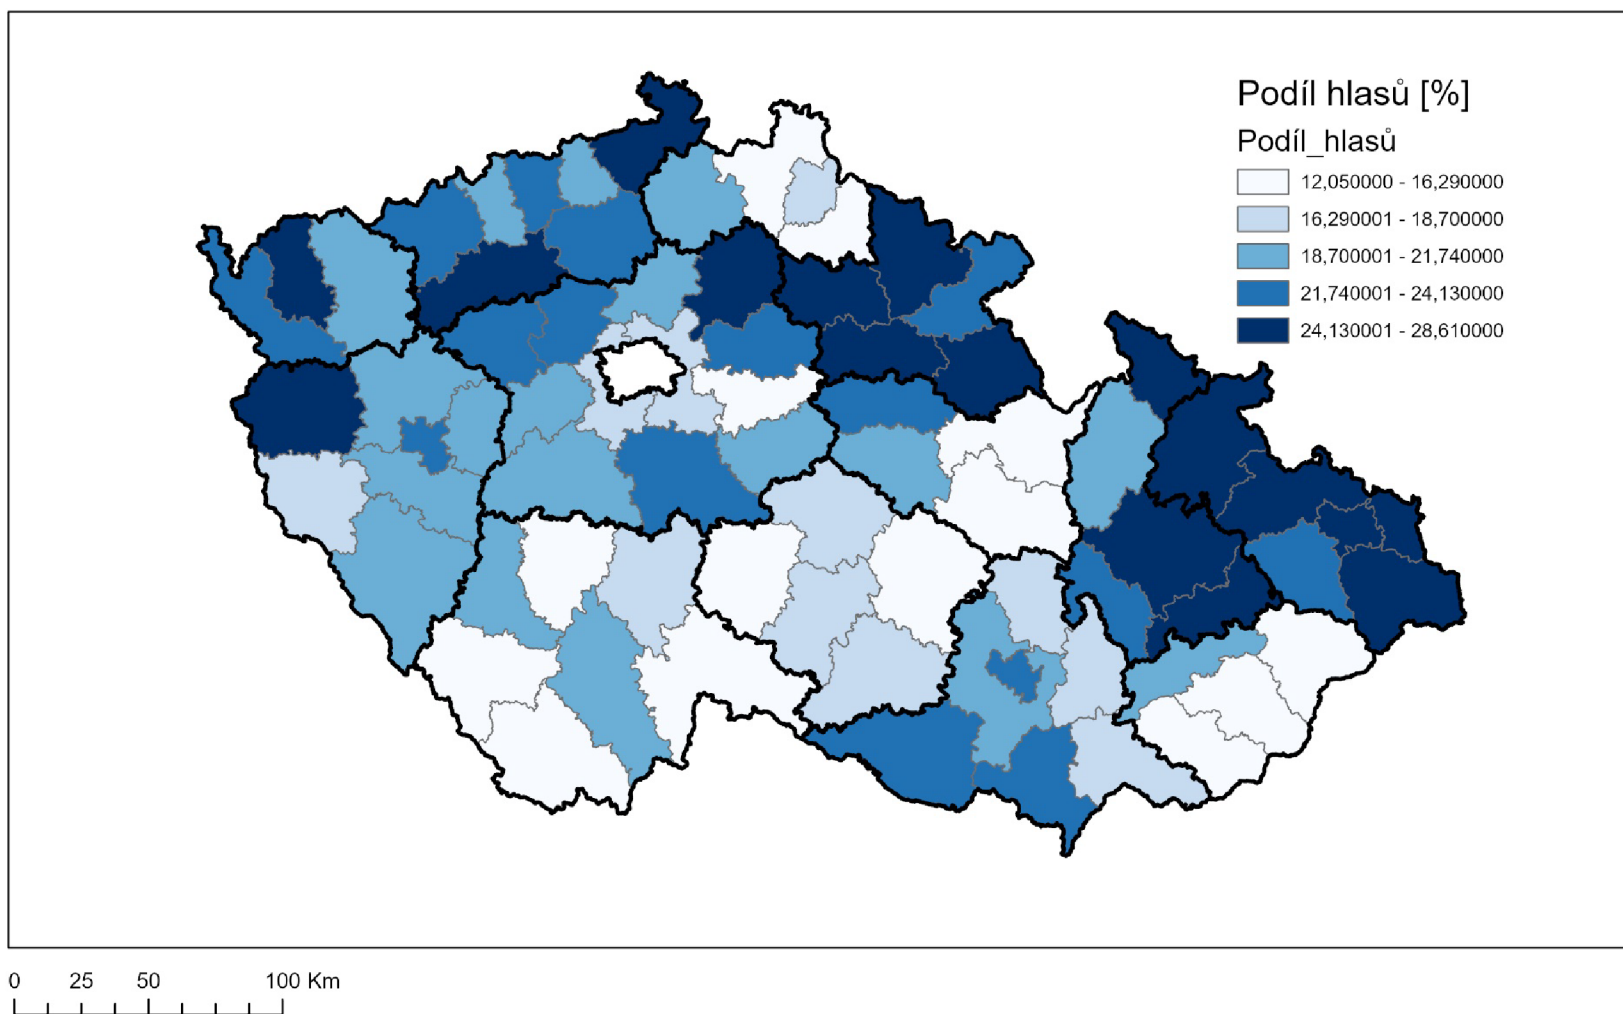 Podíl hlasů [%]
Podíl_hlasů
12,050000 - 16,290000
16,290001 - 18,700000
18,700001 - 21,740000
21,740001 - 24,130000
24,130001 - 28,610000
0 25 50 100 Km